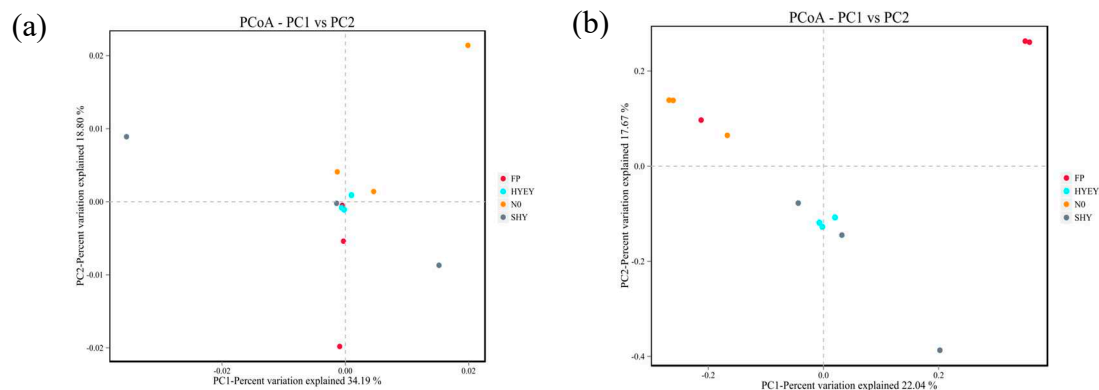 (a)
PCoA - PC1 vs PC2
PC2-Percent variation explained 18.80 %
0.02
0.01
0.00
-0.01
-0.02
0.00
0.02
PC1-Percent variation explained 34.19 %
FP
HYEY
N0
SHY
(b)
PCoA - PC1 vs PC2
PC2-Percent variation explained 17.67 %
0.2
0.0
-0.2
-0.4
-0.2
0.0
0.2
PC1-Percent variation explained 22.04 %
FP
HYEY
N0
SHY